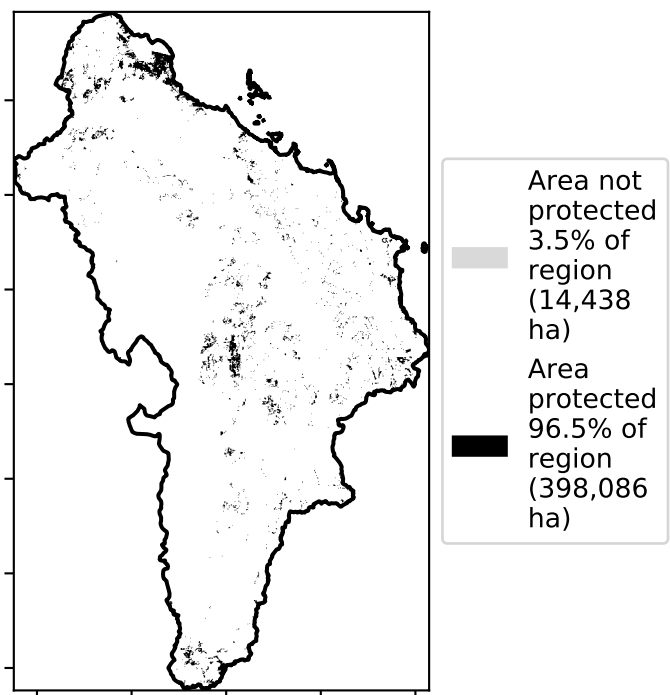 Area not
protected
3.5% of
region
(14,438
ha)
Area
protected
96.5% of
region
(398,086
ha)